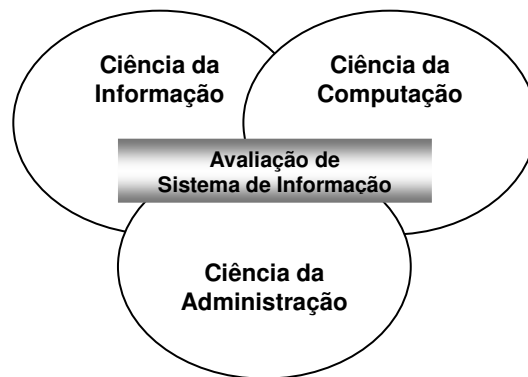 Ciência da
Informação
Ciência da
Computação
Avaliação de
Sistema de Informação
Ciência da
Administração